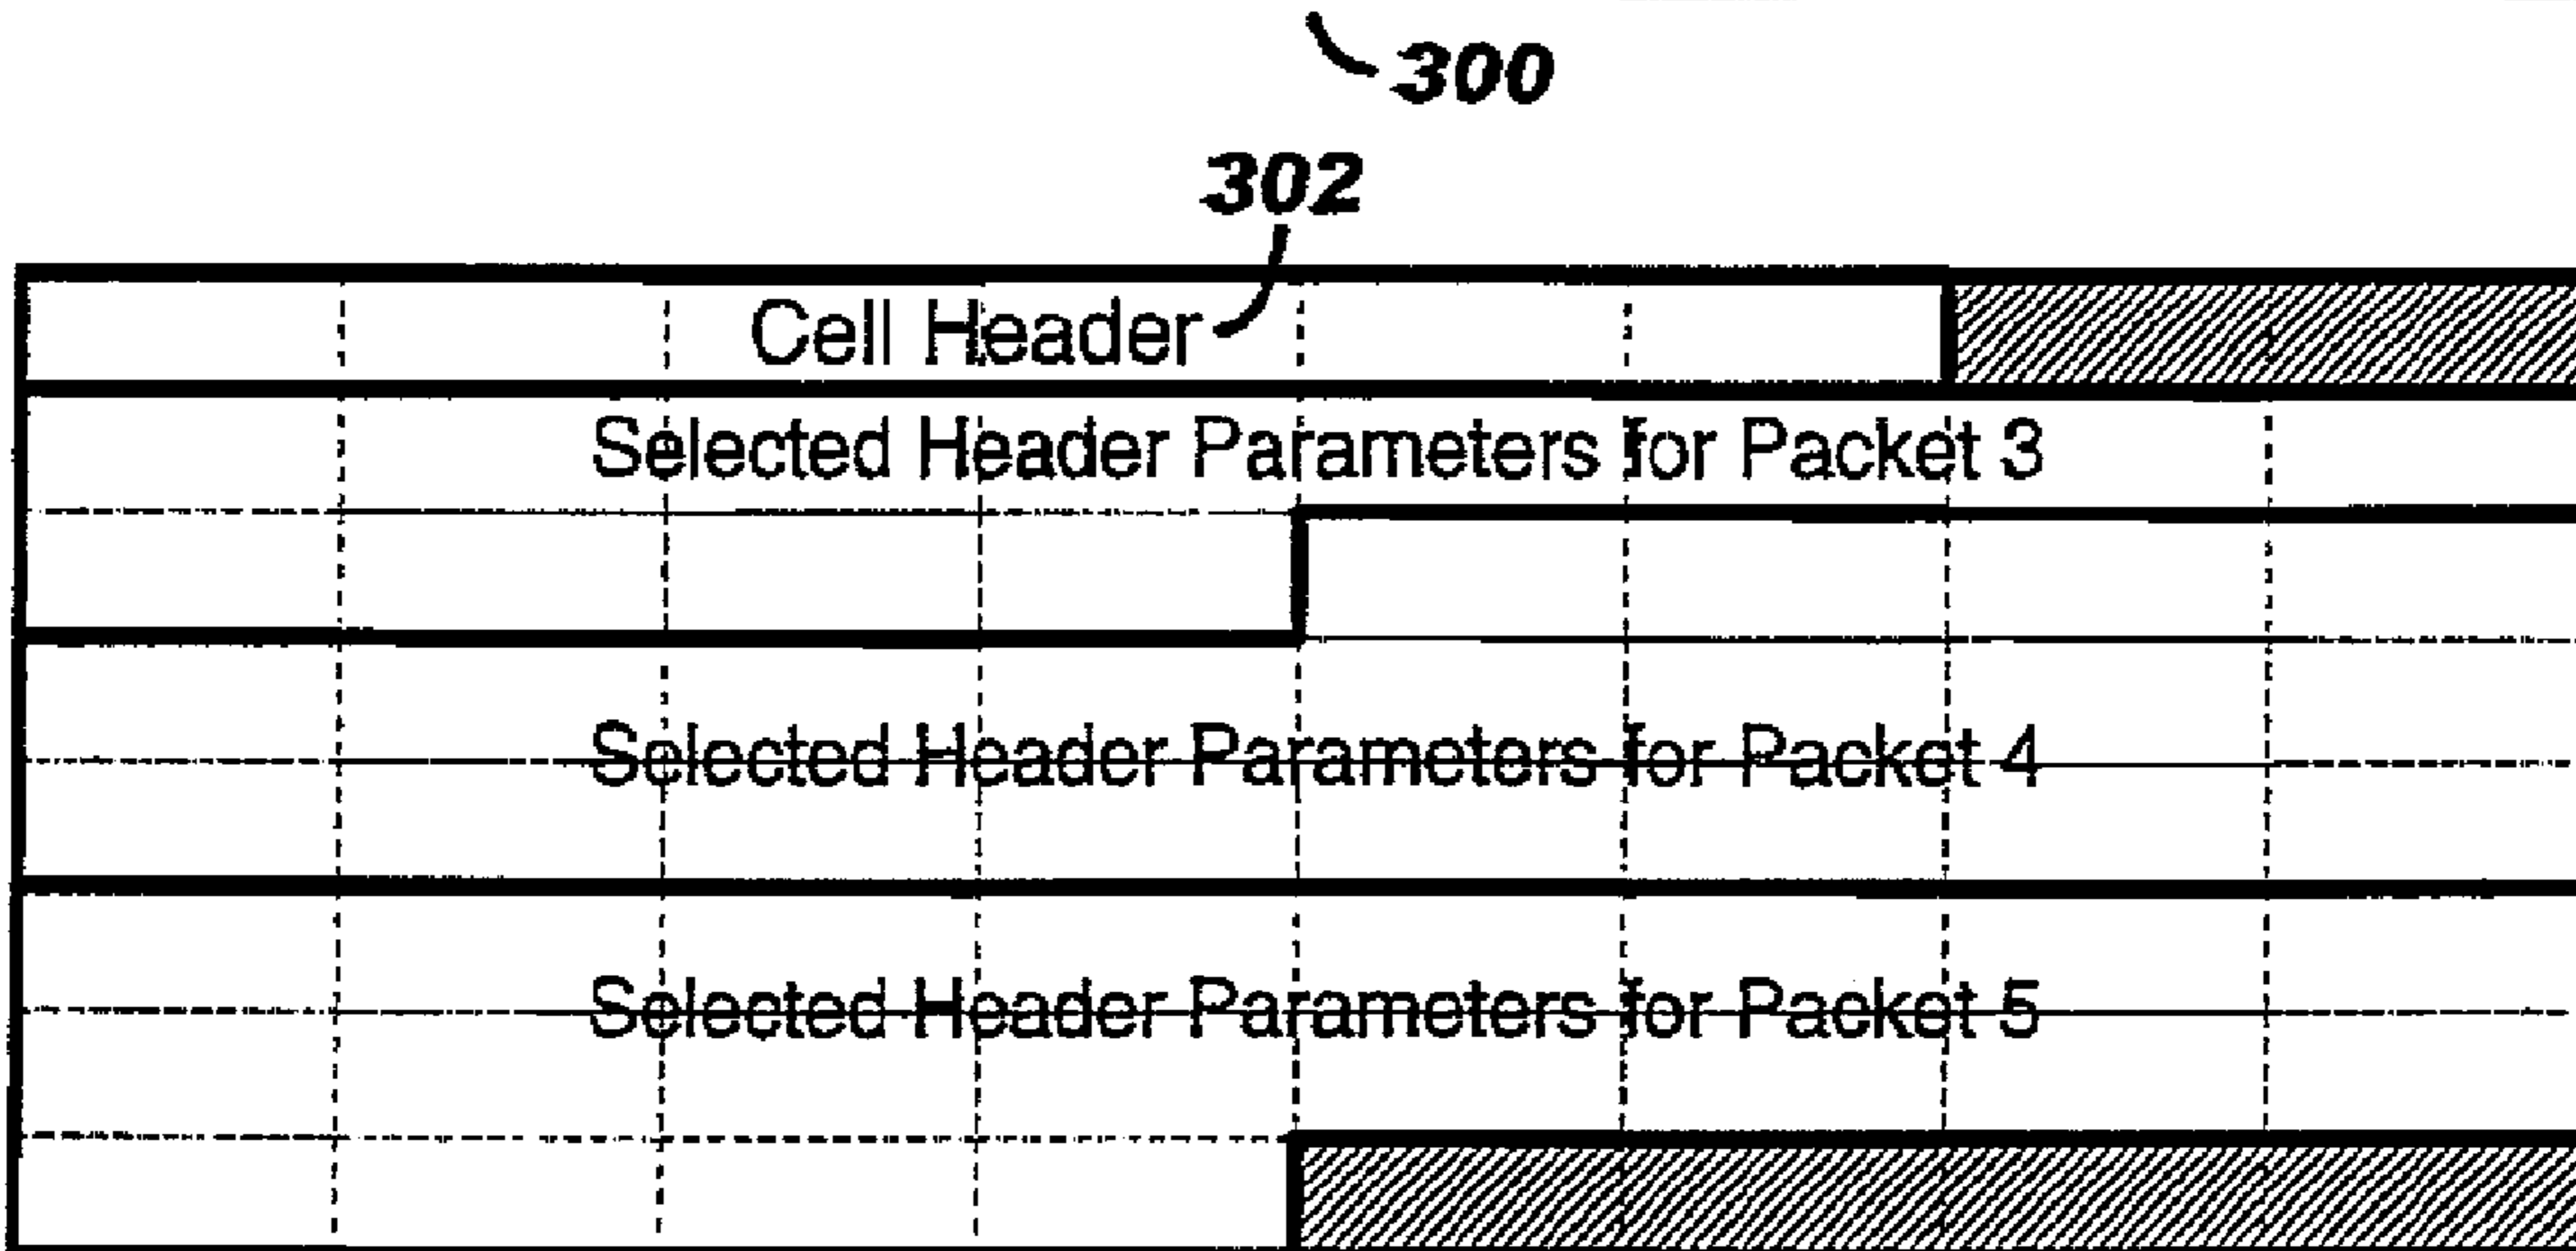 300
302
Cell Header
Selected Header Parameters for Packet 3
Selected Header Parameters for Packet 4
Selected Header Parameters for Packet 5